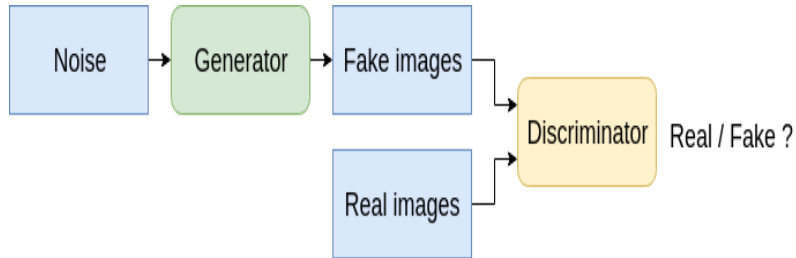 Noise
Generator
Fake images
Discriminator
Real / Fake ?
Real images